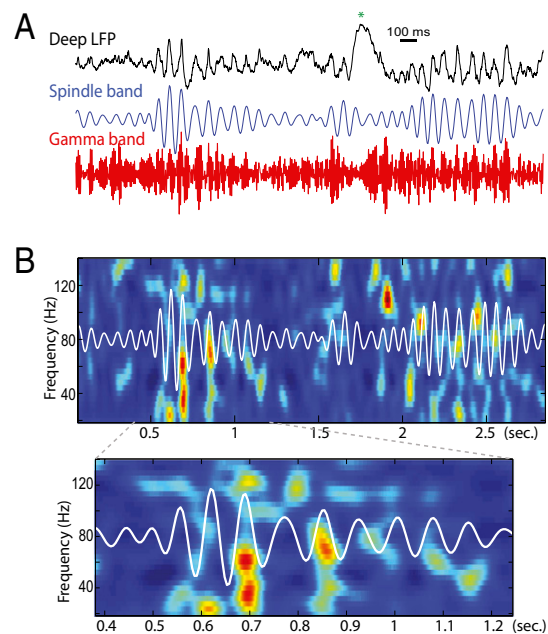 A
Deep LFP
*
100 ms
Spindle band
Gamma band
B
Frequency (Hz)
120
80
40
0.5
1
1.5
2
2.5
(sec.)
Frequency (Hz)
120
80
40
0.4
0.5
0.6
0.7
0.8
0.9
1
1.1
1.2
(sec.)